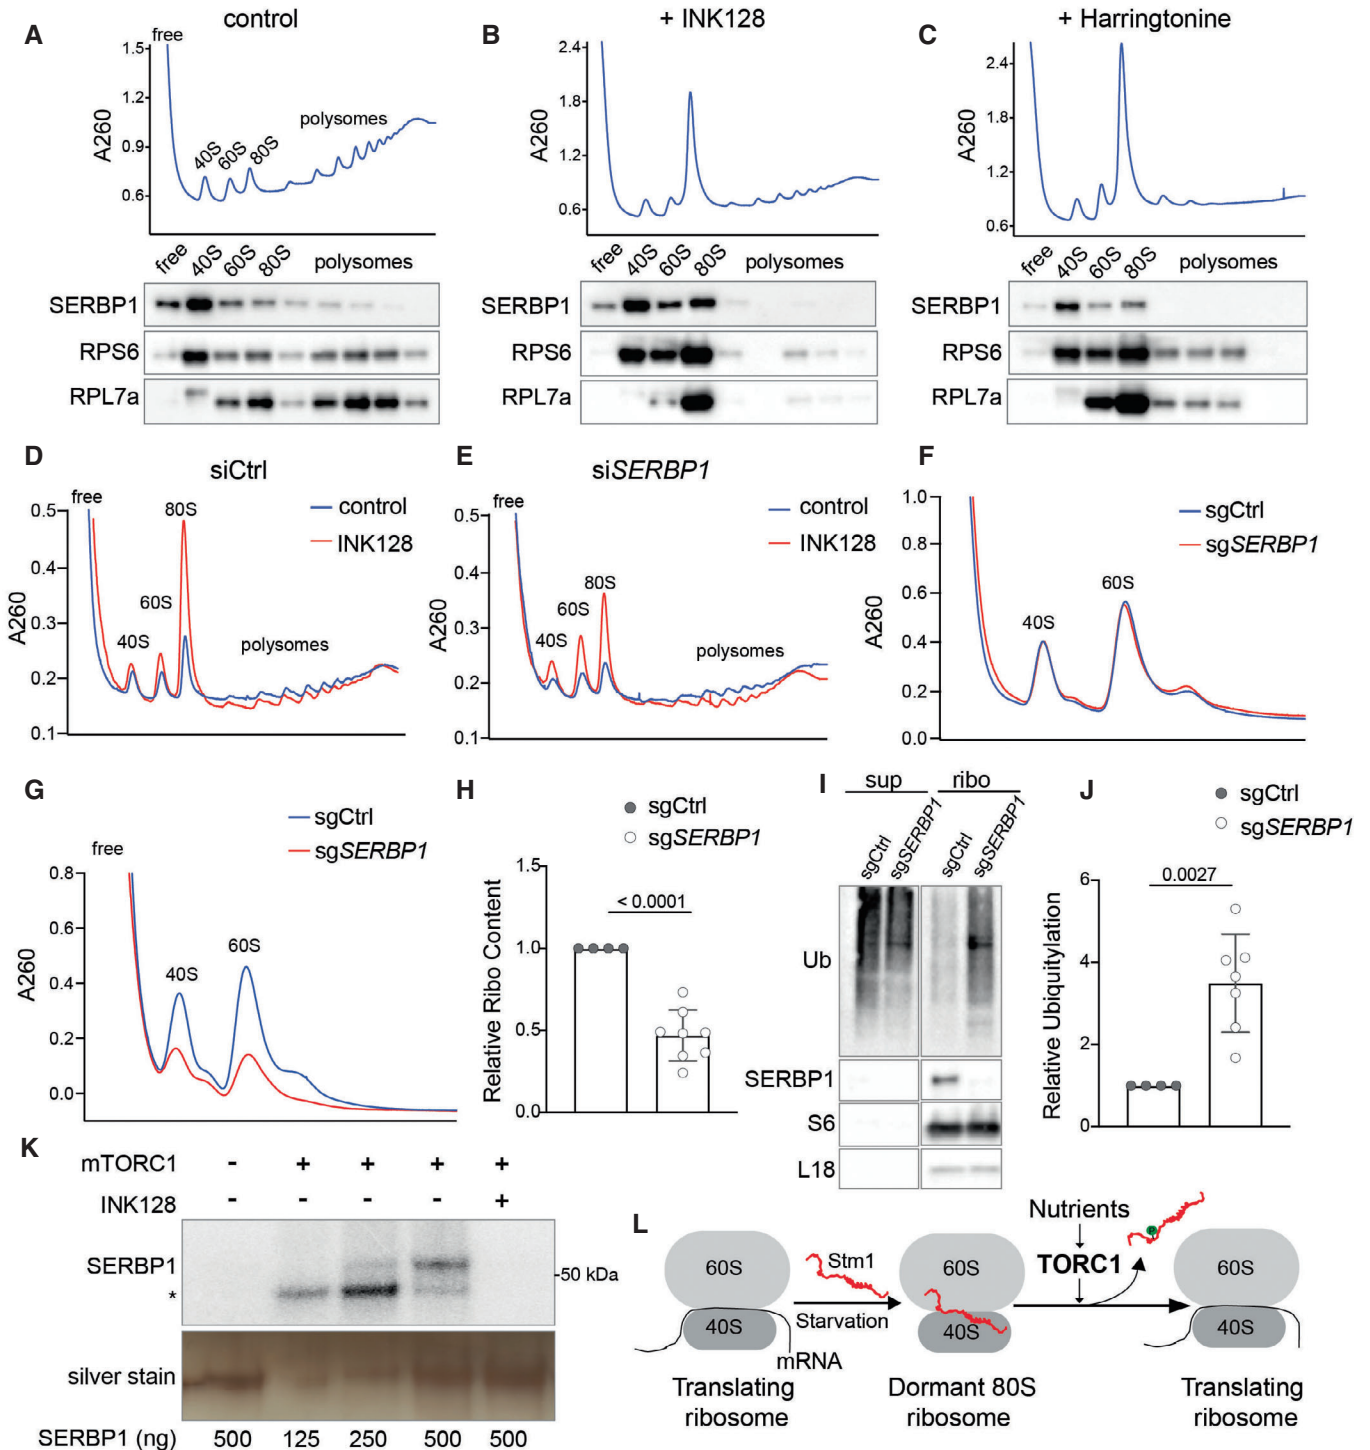 A
control
free
1.5
1.2
0.9
0.6
A260
40S
60S
80S
polysomes
free
40S
60S
80S
polysomes
SERBP1
RPS6
RPL7a
B
+ INK128
2.4
1.8
1.2
0.6
A260
free
40S
60S
80S
polysomes
SERBP1
RPS6
RPL7a
C
+ Harringtonine
2.4
1.8
1.2
0.6
A260
free
40S
60S
80S
polysomes
SERBP1
RPS6
RPL7a
D
siCtrl
free
0.5
0.4
0.3
0.2
0.1
A260
80S
60S
40S
polysomes
control
INK128
E
siSERBP1
free
0.5
0.4
0.3
0.2
0.1
A260
80S
60S
40S
polysomes
control
INK128
F
1.0
0.8
0.6
0.4
0.2
0.0
A260
40S
60S
sgCtrl
sgSERBP1
G
sgCtrl
sgSERBP1
free
0.8
0.6
0.4
0.2
0.0
A260
40S
60S
H
sgCtrl
sgSERBP1
1.5
1.0
0.5
0.0
Relative Ribo Content
< 0.0001
I
sup
ribo
sgCtrl
sgSERBP1
sgCtrl
sgSERBP1
Ub
SERBP1
S6
L18
J
sgCtrl
sgSERBP1
0.0027
6
4
2
0
Relative Ubiquitylation
K
mTORC1 - + + + +
INK128 - - - - +
SERBP1
*
-50 kDa
silver stain
SERBP1 (ng) 500 125 250 500 500
L
60S
40S
mRNA
Translating
ribosome
Stm1
Starvation
60S
40S
Dormant 80S
ribosome
Nutrients
TORC1
P
60S
40S
Translating
ribosome